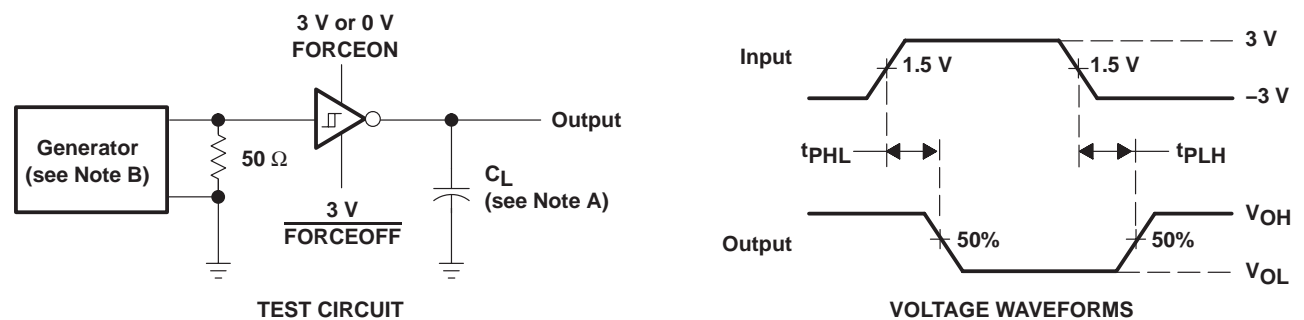 3 V or 0 V
FORCEON
Generator
(see Note B)
50 Ω
Output
CL
(see Note A)
3 V
FORCEOFF
TEST CIRCUIT
Input
3 V
1.5 V
1.5 V
–3 V
tPHL
tPLH
Output
VOH
50%
50%
VOL
VOLTAGE WAVEFORMS